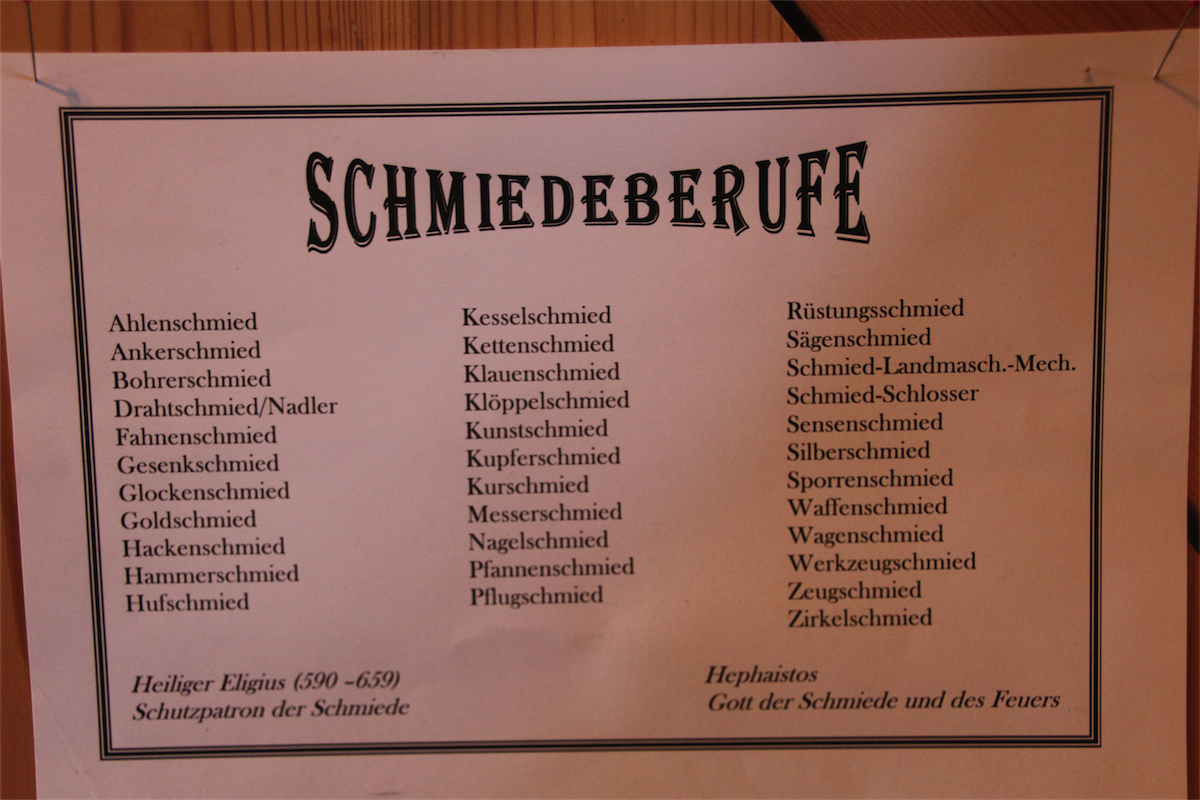 SCHMIEDEBERUFE
Ahlenschmied
Ankerschmied
Bohrerschmied
Drahtschmied/Nadler
Fahnenschmied
Gesenkschmied
Glockenschmied
Goldschmied
Hackenschmied
Hammerschmied
Hufschmied
Kesselschmied
Kettenschmied
Klauenschmied
Klöppelschmied
Kunstschmied
Kupferschmied
Kurschmied
Messerschmied
Nagelschmied
Pfannenschmied
Pflugschmied
Rüstungsschmied
Sägenschmied
Schmied-Landmasch.-Mech.
Schmied-Schlosser
Sensenschmied
Silberschmied
Sporrenschmied
Waffenschmied
Wagenschmied
Werkzeugschmied
Zeugschmied
Zirkelschmied
Heiliger Eligius (590 –659)
Schutzpatron der Schmiede
Hephaistos
Gott der Schmiede und des Feuers